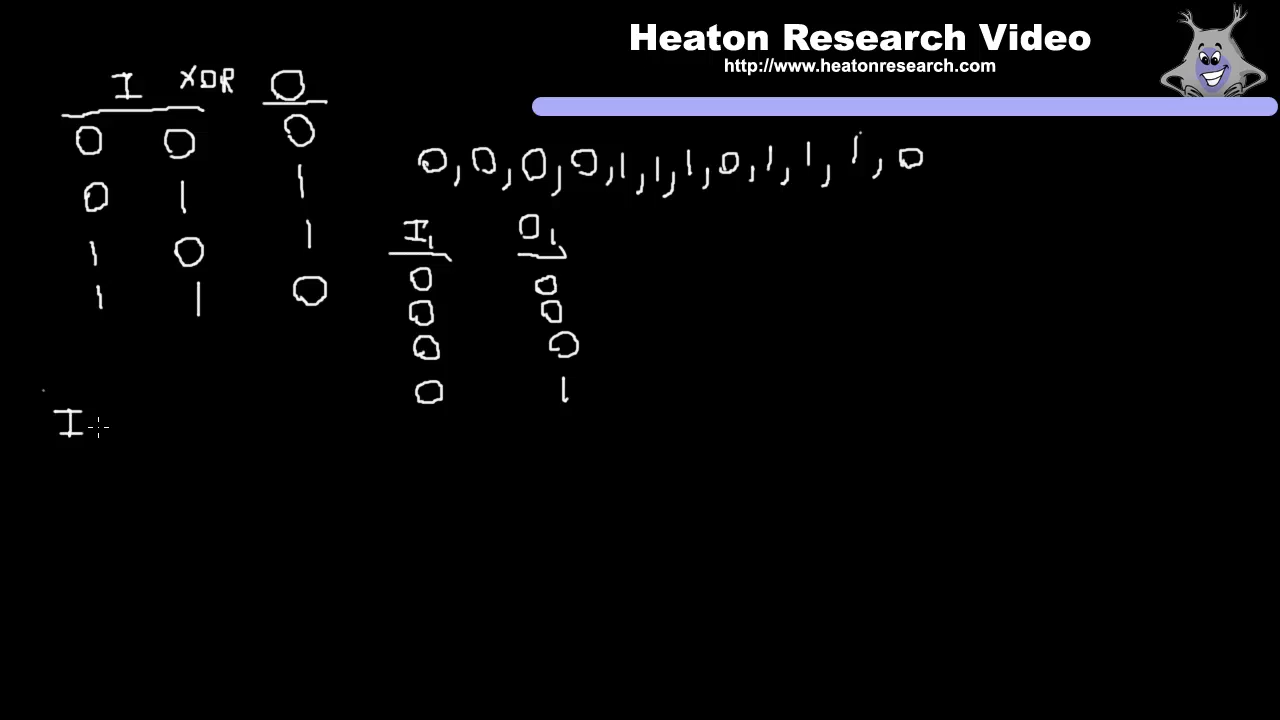 Heaton Research Video
http://www.heatonresearch.com
I XOR O
0 0 0
0 1 1
1 0 1
1 1 0
0,0,0,0,1,1,1,0,1,1,1,0
I1 O1
0 0
0 0
0 0
0 1
I